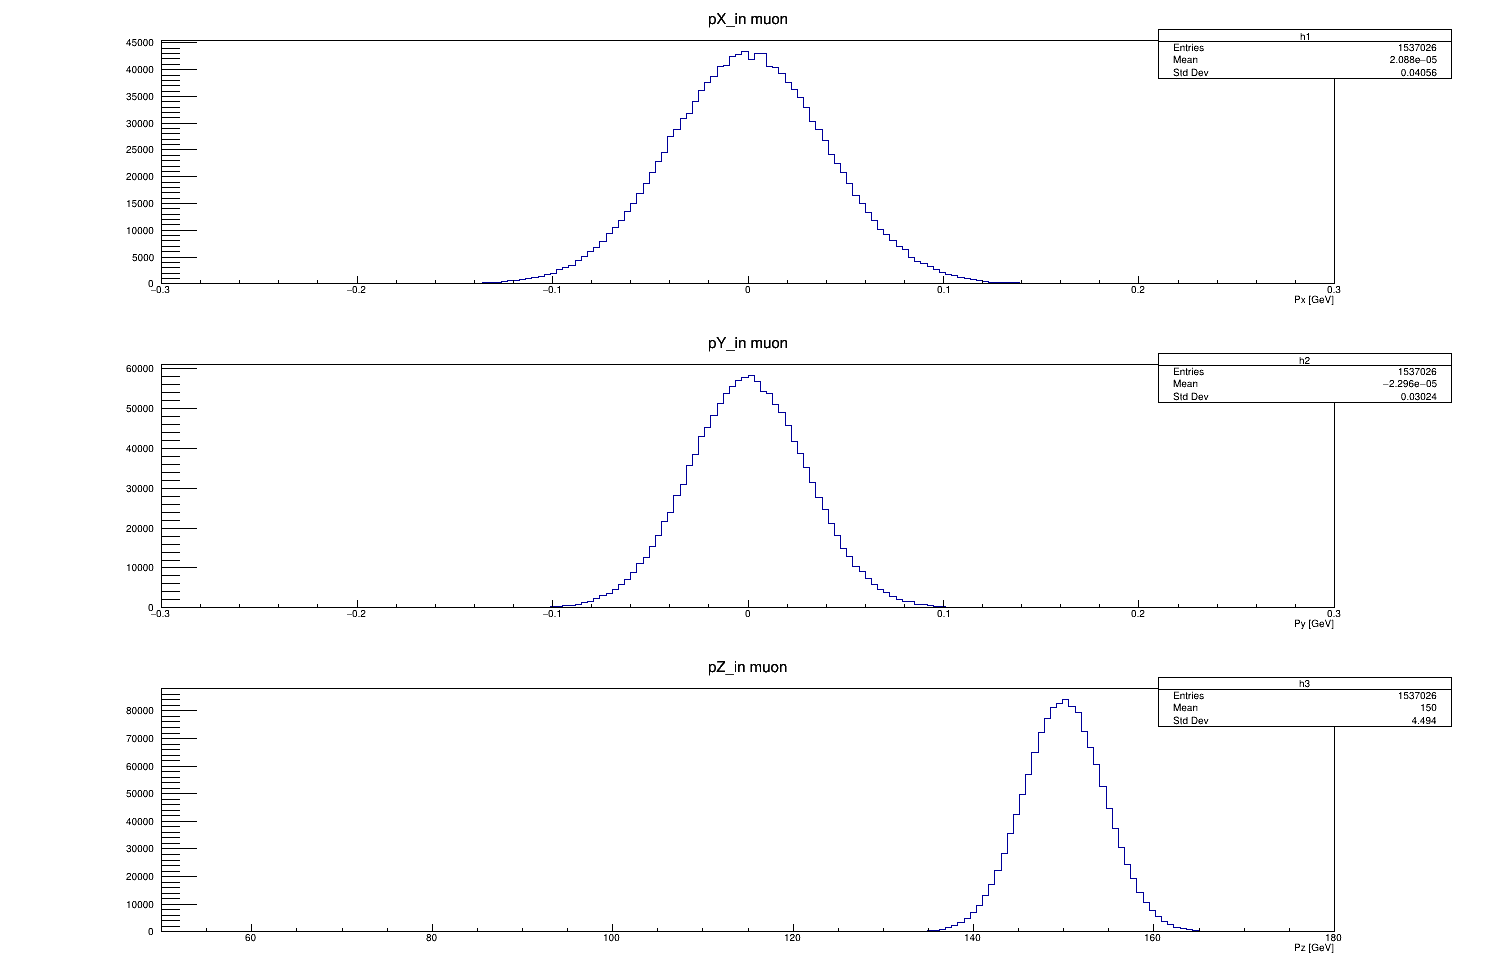 pX_in muon
h1
Entries 1537026
Mean 2.088e−05
Std Dev 0.04056
45000
40000
35000
30000
25000
20000
15000
10000
5000
0
−0.3 −0.2 −0.1 0 0.1 0.2 0.3
Px [GeV]
pY_in muon
h2
Entries 1537026
Mean −2.296e−05
Std Dev 0.03024
60000
50000
40000
30000
20000
10000
0
−0.3 −0.2 −0.1 0 0.1 0.2 0.3
Py [GeV]
pZ_in muon
h3
Entries 1537026
Mean 150
Std Dev 4.494
80000
70000
60000
50000
40000
30000
20000
10000
0
60 80 100 120 140 160 180
Pz [GeV]